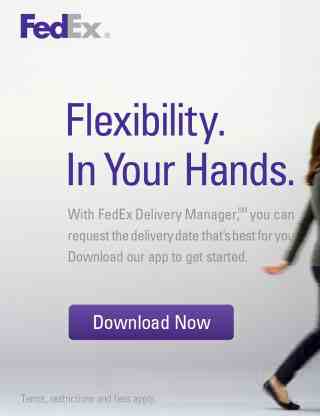 FedEx®
Flexibility.
In Your Hands.
With FedEx Delivery Manager,℠ you can
request the delivery date that's best for you.
Download our app to get started.
Download Now
Terms, restrictions and fees apply.